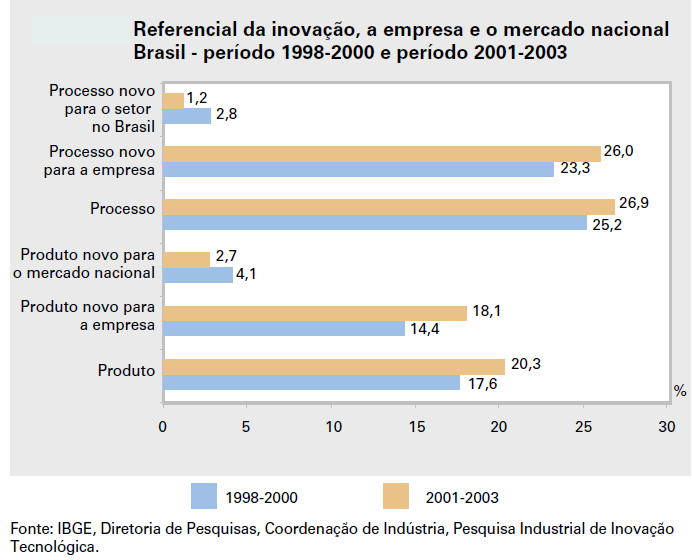 Referencial da inovação, a empresa e o mercado nacional
Brasil - período 1998-2000 e período 2001-2003
Processo novo
para o setor
no Brasil
1,2
2,8
Processo novo
para a empresa
26,0
23,3
Processo
26,9
25,2
Produto novo para
o mercado nacional
2,7
4,1
Produto novo para
a empresa
18,1
14,4
Produto
20,3
17,6
%
0 5 10 15 20 25 30
1998-2000 2001-2003
Fonte: IBGE, Diretoria de Pesquisas, Coordenação de Indústria, Pesquisa Industrial de Inovação
Tecnológica.